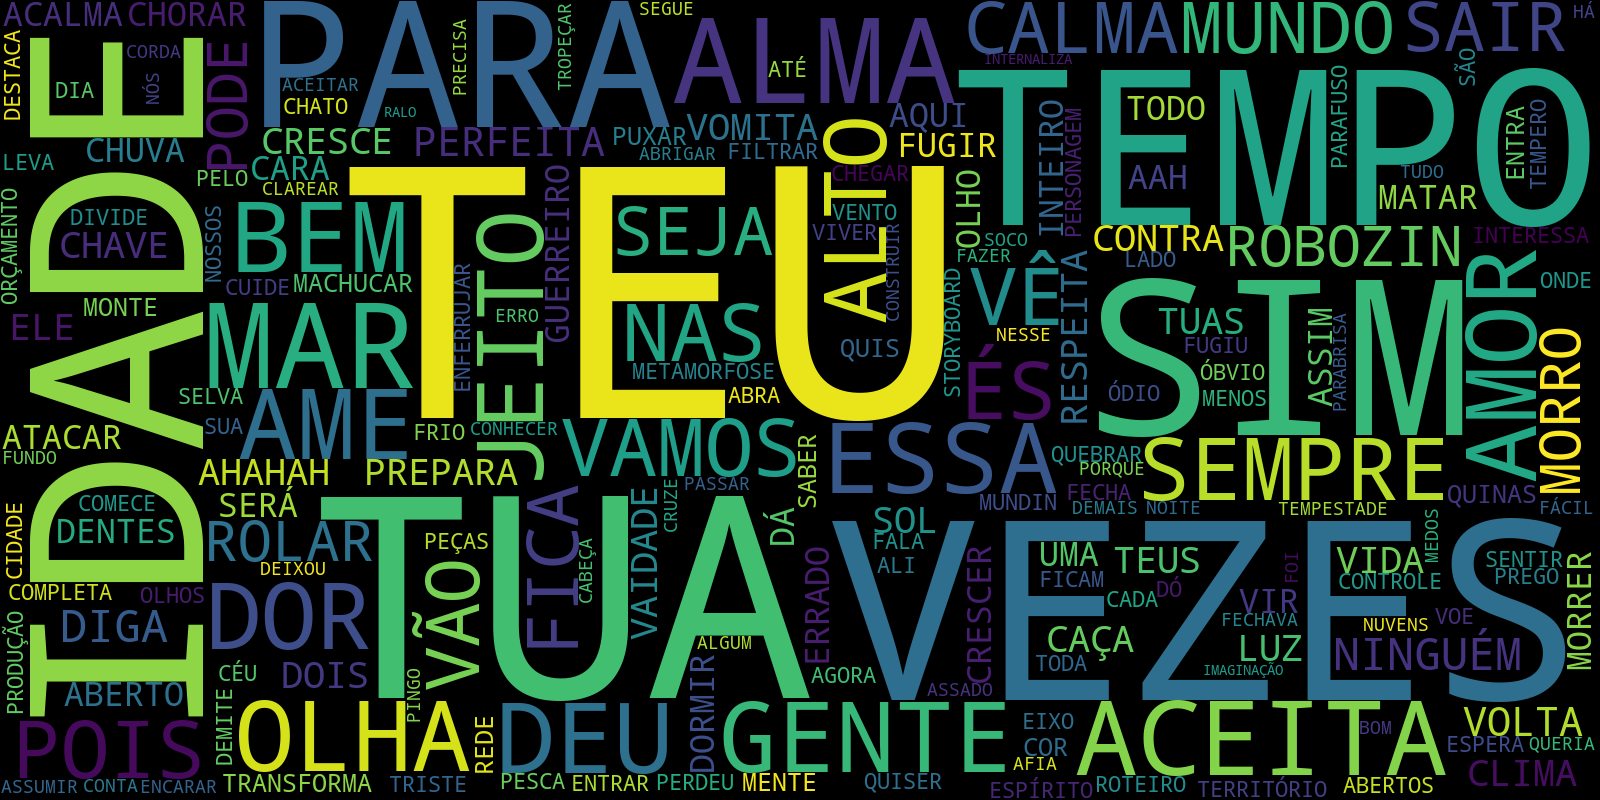 ACALMA CHORAR PARA SEGUE ALMA CALMA MUNDO SAIR HÁ
DESTACA IDADE DIA CORDA NÓS PODE ACEITAR CHATO RALO PRECISA TROPEÇAR ATÉ INTERNALIZA TEMPO SÃO
LEVA CHUVA CRESCE PERFEITA PUXAR VOMITA AQUI FUGIR TODO PARAFUSO ENTRA TEMPERO
PELO CARA CLAREAR ABRIGAR FILTRAR ALTO CHEGAR OLHO INTEIRO PERSONAGEM AAH TUDO MATAR
ORÇAMENTO DIVIDE CHAVE NOSSOS BEM TEU JEITO GUERREIRO SEJA VENTO VIVER SOCO FAZER CONTRA LADO ROBOZIN INTERESSA
MONTE CUIDE MACHUCAR ENFERRUJAR ERRO CONSTRUIR STORYBOARD VÊ RESPEITA AMOR ONDE
ELE MAR NAS QUIS NESSE SIM TUAS FUGIU ASSIM PARABRISA MORRO
SELVA METAMORFOSE ABRA ÉS ÓDIO ÓBVIO MENOS
ATACAR SUA AME FRIO CONHECER VAMOS ESSA QUEBRAR SEMPRE
FUNDO AHAHAH PREPARA PASSAR SABER MUNDIN PORQUE FECHA QUINAS
CIDADE COMECE DENTES SERÁ TUA FICA VAIDADE CRUZE DÁ VEZES SOL DEMAIS NOITE TEMPESTADE FÁCIL
ROLAR PEÇAS FALA UMA TEUS VIDA MEDOS SENTIR
COMPLETA OLHOS DEIXOU VÃO CABEÇA ERRADO ALI CRESCER FICAM DÓ FOI CONTROLE PREGO MORRER
PRODUÇÃO DIGA DOR CADA VIR FECHAVA NUVENS VOE
ABERTO CÉU DOIS PINGO ALGUM DORMIR AGORA ASSADO CAÇA TODA LUZ IMAGINAÇÃO NINGUÉM
POIS DEMITE OLHA REDE DEU GENTE EIXO COR AFIA ACEITA BOM VOLTA ESPERA QUERIA
ASSUMIR CONTA ENCARAR TRANSFORMA TRISTE PESCA ENTRAR PERDEU MENTE QUISER ESPÍRITO ROTEIRO TERRITÓRIO ABERTOS CLIMA